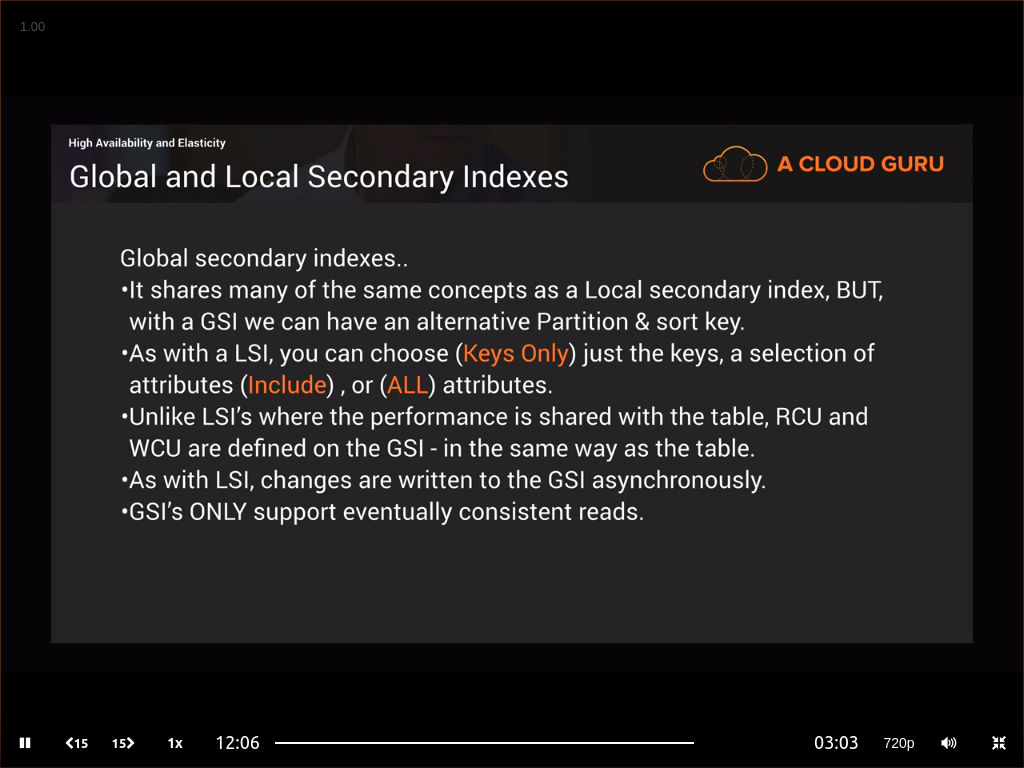 1.00
High Availability and Elasticity
Global and Local Secondary Indexes
A CLOUD GURU
Global secondary indexes..
•It shares many of the same concepts as a Local secondary index, BUT,
with a GSI we can have an alternative Partition & sort key.
•As with a LSI, you can choose (Keys Only) just the keys, a selection of
attributes (Include) , or (ALL) attributes.
•Unlike LSI's where the performance is shared with the table, RCU and
WCU are defined on the GSI - in the same way as the table.
•As with LSI, changes are written to the GSI asynchronously.
•GSI's ONLY support eventually consistent reads.
15 15 1x 12:06 03:03 720p